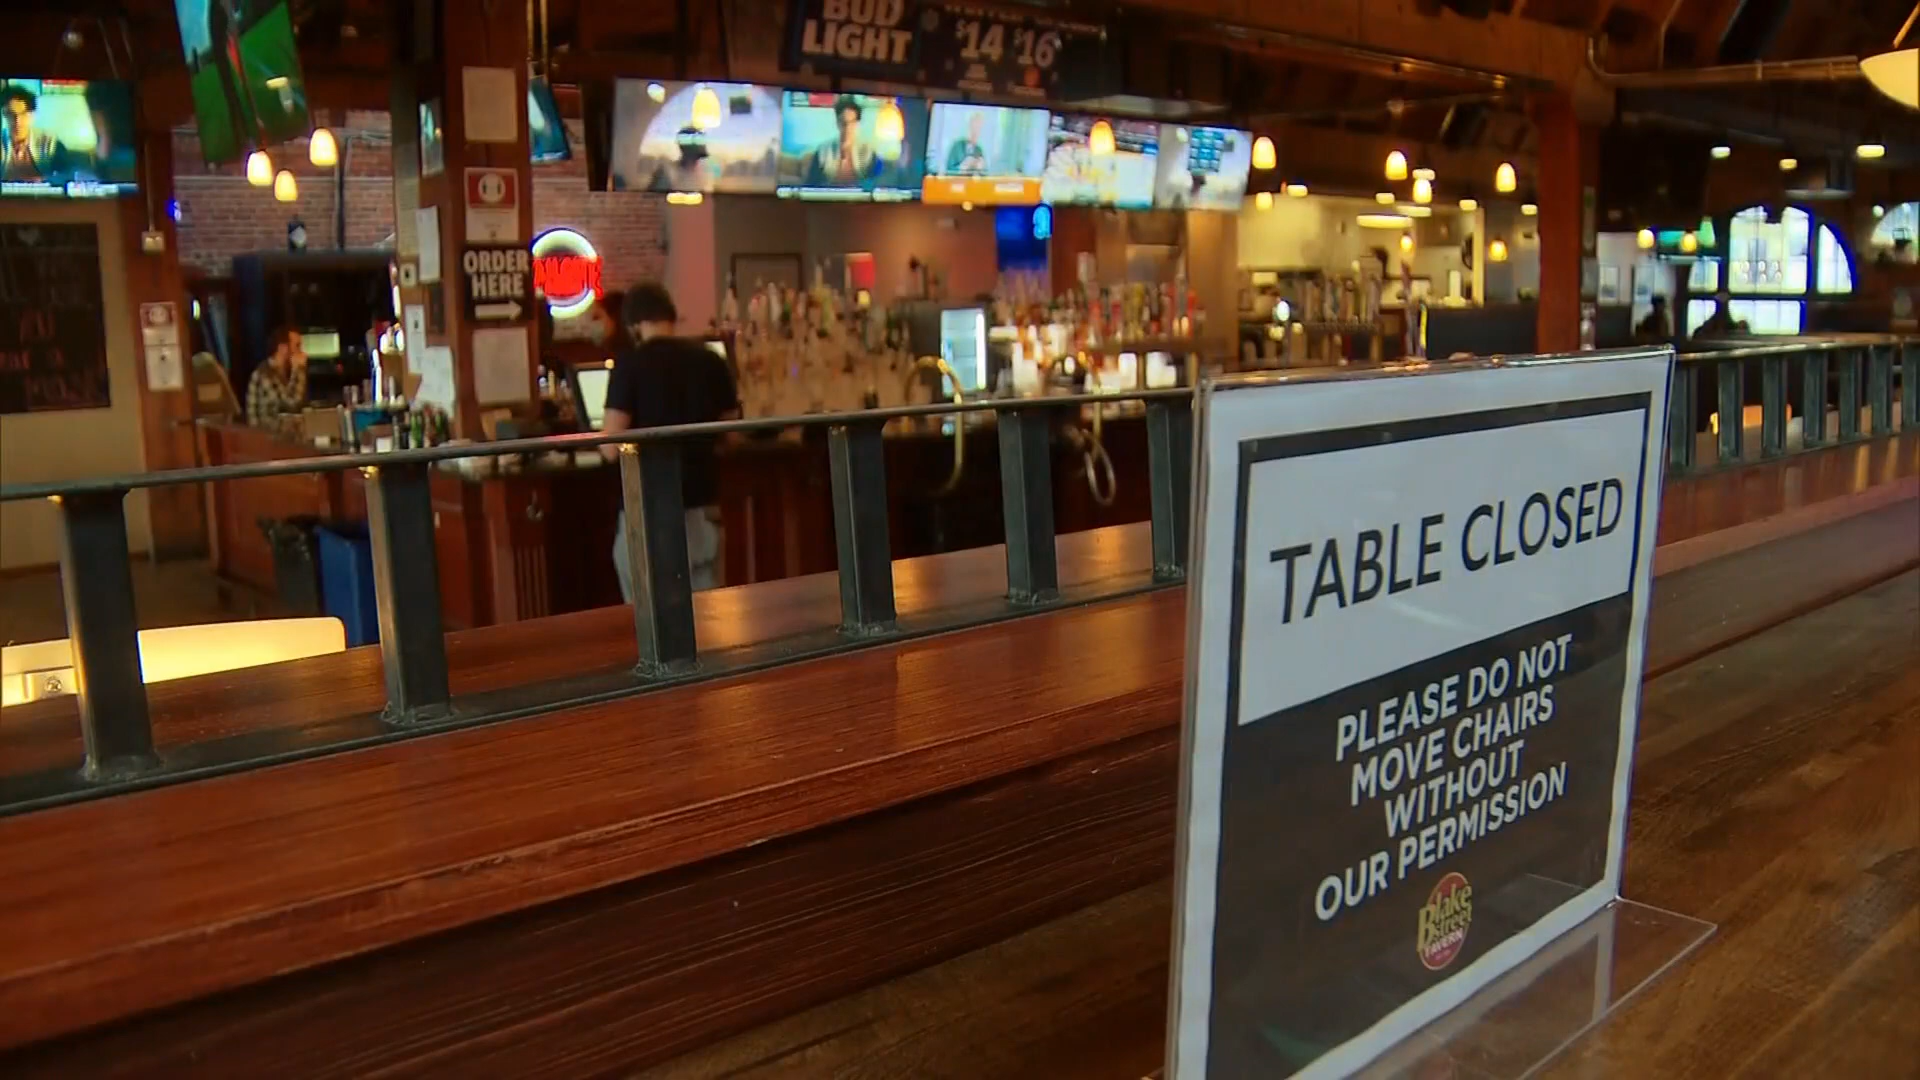 BUD
LIGHT
$14 $16
ORDER
HERE
TABLE CLOSED
PLEASE DO NOT
MOVE CHAIRS
WITHOUT
OUR PERMISSION
Blake
Street
TAVERN